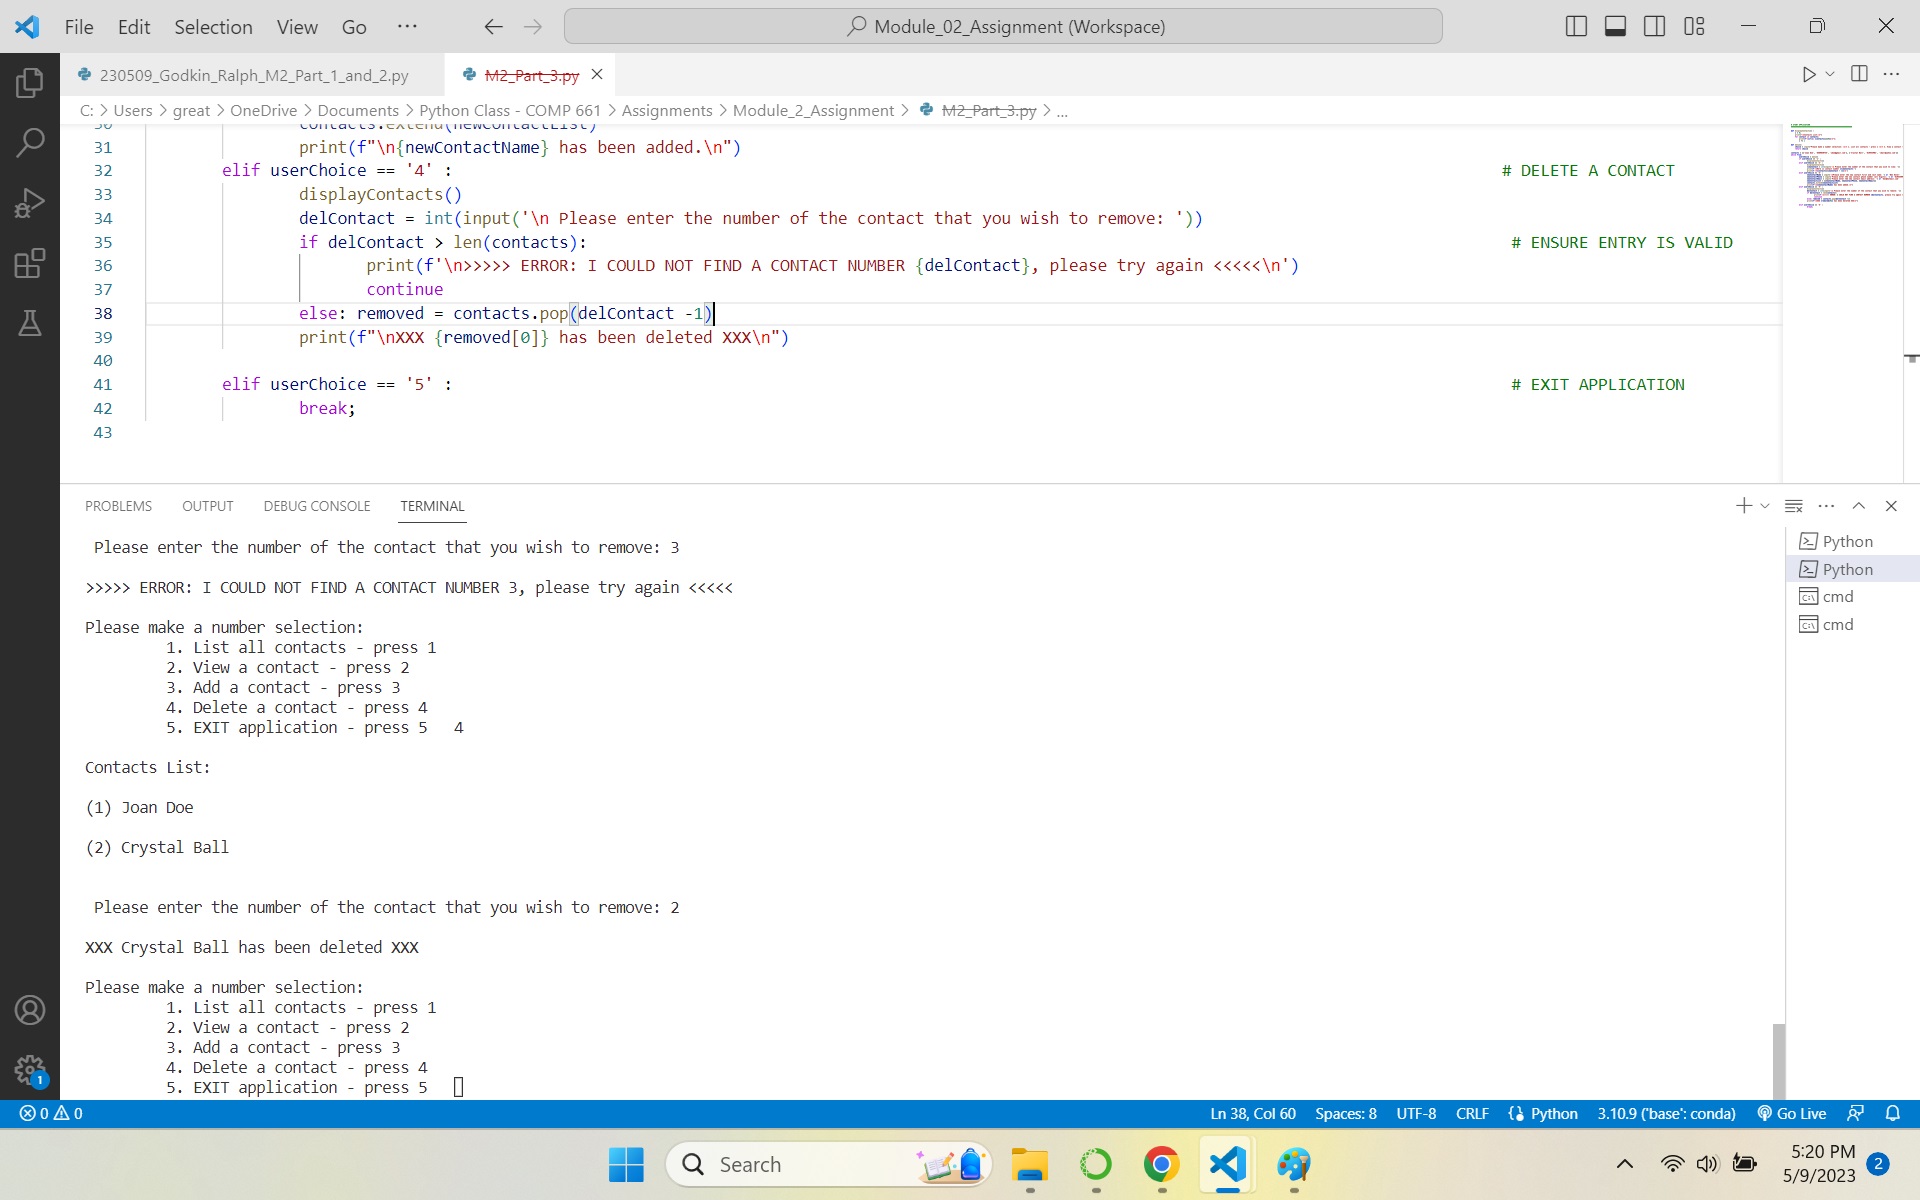 File Edit Selection View Go ··· Module_02_Assignment (Workspace)
230509_Godkin_Ralph_M2_Part_1_and_2.py M2_Part_3.py
C: > Users > great > OneDrive > Documents > Python Class - COMP 661 > Assignments > Module_2_Assignment > M2_Part_3.py > ...
30 contacts.extend(newContactList)
31 print(f"\n{newContactName} has been added.\n")
32 elif userChoice == '4' : # DELETE A CONTACT
33 displayContacts()
34 delContact = int(input('\n Please enter the number of the contact that you wish to remove: '))
35 if delContact > len(contacts): # ENSURE ENTRY IS VALID
36 print(f'\n>>>>> ERROR: I COULD NOT FIND A CONTACT NUMBER {delContact}, please try again <<<<<\n')
37 continue
38 else: removed = contacts.pop(delContact -1)
39 print(f"\nXXX {removed[0]} has been deleted XXX\n")
40
41 elif userChoice == '5' : # EXIT APPLICATION
42 break;
43
PROBLEMS OUTPUT DEBUG CONSOLE TERMINAL
Please enter the number of the contact that you wish to remove: 3
>>>>> ERROR: I COULD NOT FIND A CONTACT NUMBER 3, please try again <<<<<
Please make a number selection:
1. List all contacts - press 1
2. View a contact - press 2
3. Add a contact - press 3
4. Delete a contact - press 4
5. EXIT application - press 5 4
Contacts List:
(1) Joan Doe
(2) Crystal Ball
Please enter the number of the contact that you wish to remove: 2
XXX Crystal Ball has been deleted XXX
Please make a number selection:
1. List all contacts - press 1
2. View a contact - press 2
3. Add a contact - press 3
4. Delete a contact - press 4
5. EXIT application - press 5
Python
Python
cmd
cmd
1
0 0 Ln 38, Col 60 Spaces: 8 UTF-8 CRLF Python 3.10.9 ('base': conda) Go Live
Search
5:20 PM
5/9/2023 2